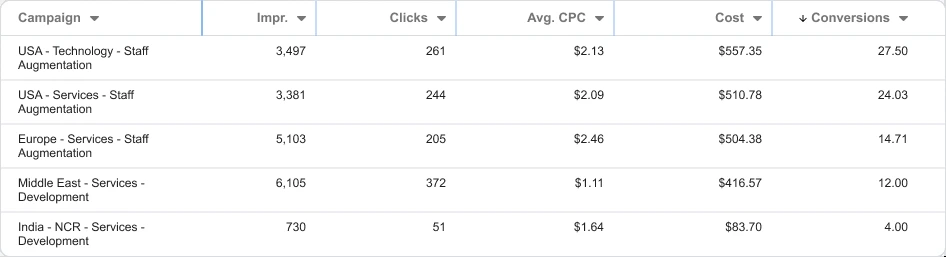 Campaign Impr. Clicks Avg. CPC Cost Conversions
USA - Technology - Staff 3,497 261 $2.13 $557.35 27.50
Augmentation
USA - Services - Staff 3,381 244 $2.09 $510.78 24.03
Augmentation
Europe - Services - Staff 5,103 205 $2.46 $504.38 14.71
Augmentation
Middle East - Services - 6,105 372 $1.11 $416.57 12.00
Development
India - NCR - Services - 730 51 $1.64 $83.70 4.00
Development